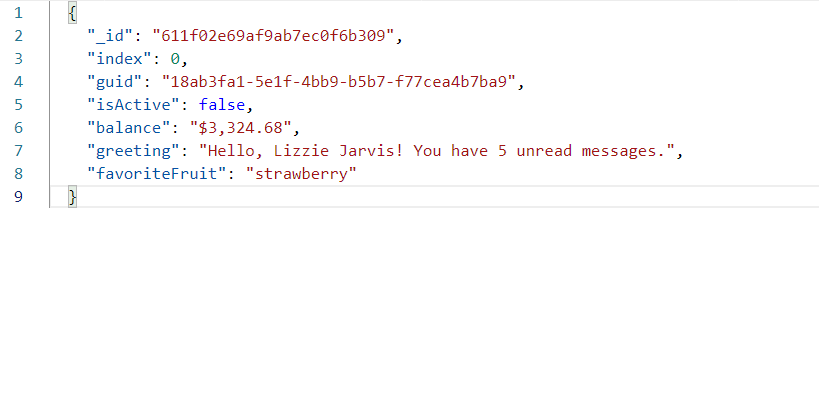 1 {
2 "_id": "611f02e69af9ab7ec0f6b309",
3 "index": 0,
4 "guid": "18ab3fa1-5e1f-4bb9-b5b7-f77cea4b7ba9",
5 "isActive": false,
6 "balance": "$3,324.68",
7 "greeting": "Hello, Lizzie Jarvis! You have 5 unread messages.",
8 "favoriteFruit": "strawberry"
9 }